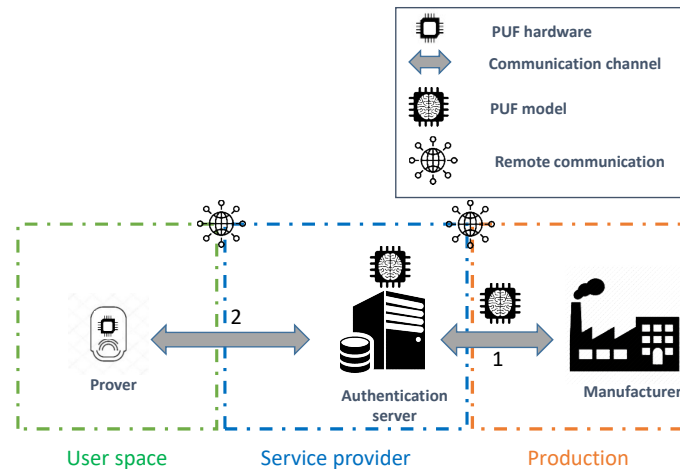 PUF hardware
Communication channel
PUF model
Remote communication
2
1
Prover
Authentication
server
Manufacturer
User space
Service provider
Production